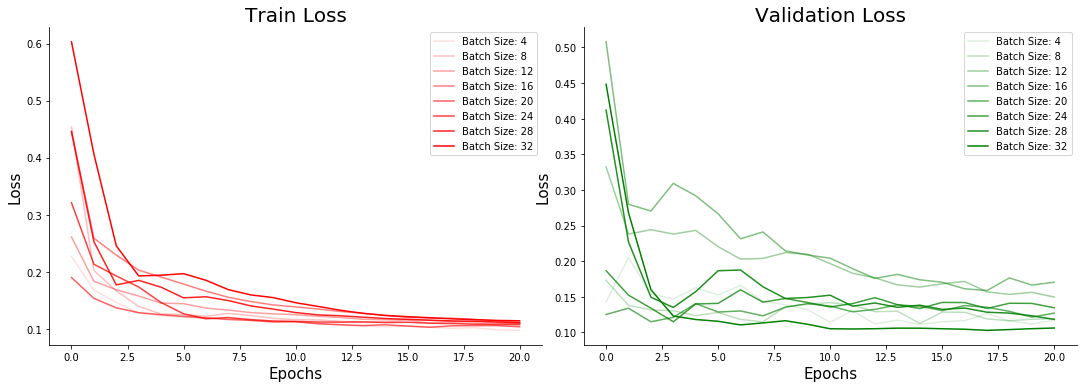 Train Loss
Loss
0.6
0.5
0.4
0.3
0.2
0.1
0.0
2.5
5.0
7.5
10.0
12.5
15.0
17.5
20.0
Epochs
Batch Size: 4
Batch Size: 8
Batch Size: 12
Batch Size: 16
Batch Size: 20
Batch Size: 24
Batch Size: 28
Batch Size: 32
Validation Loss
Loss
0.50
0.45
0.40
0.35
0.30
0.25
0.20
0.15
0.10
0.0
2.5
5.0
7.5
10.0
12.5
15.0
17.5
20.0
Epochs
Batch Size: 4
Batch Size: 8
Batch Size: 12
Batch Size: 16
Batch Size: 20
Batch Size: 24
Batch Size: 28
Batch Size: 32